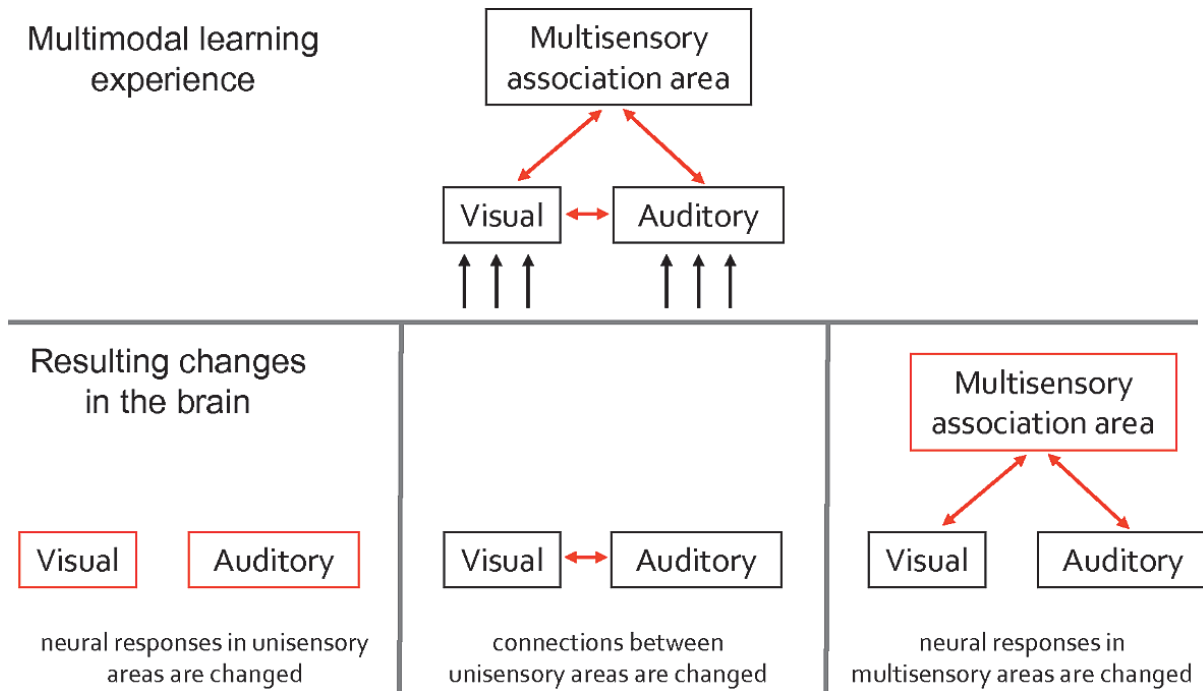 Multimodal learning
experience
Multisensory
association area
Visual
Auditory
Resulting changes
in the brain
Visual
Auditory
neural responses in unisensory
areas are changed
Visual
Auditory
connections between
unisensory areas are changed
Multisensory
association area
Visual
Auditory
neural responses in
multisensory areas are changed